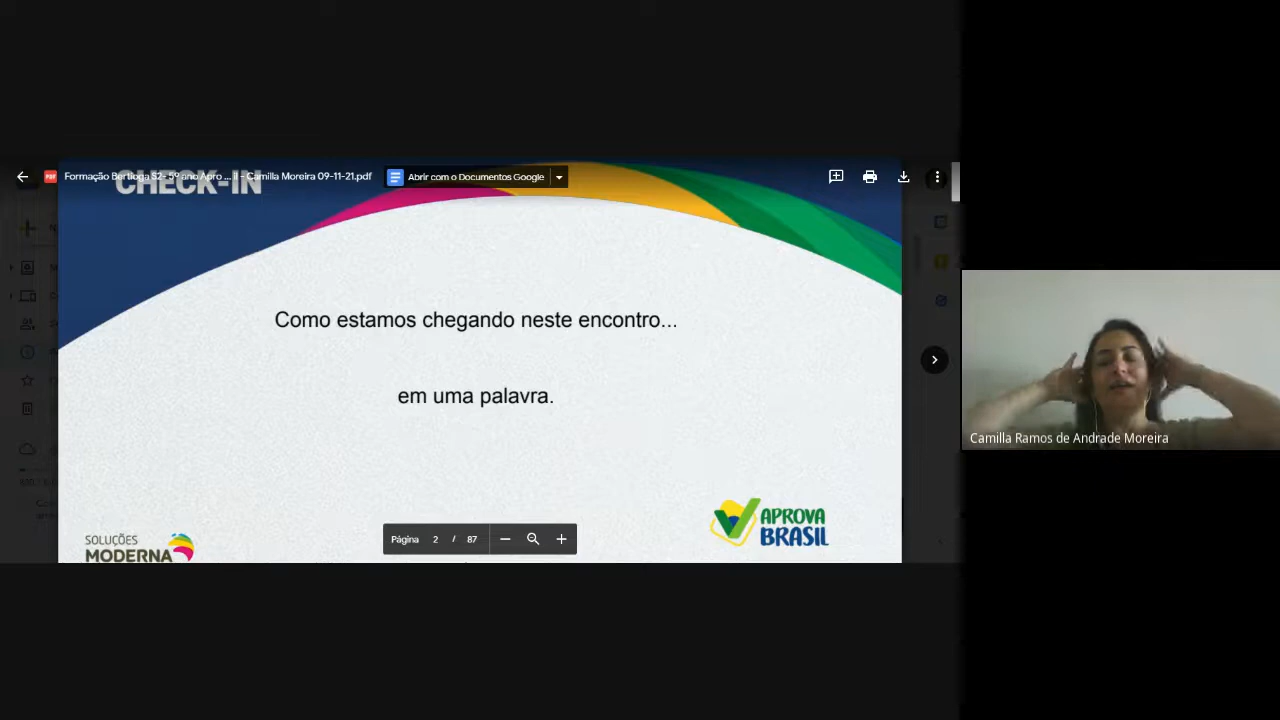 Formação Bertioga S2- 5º ano Apro ... II - Camilla Moreira 09-11-21.pdf
Abrir com o Documentos Google
CHECK-IN
Como estamos chegando neste encontro...
em uma palavra.
Camilla Ramos de Andrade Moreira
APROVA
BRASIL
SOLUÇÕES
MODERNA
Página 2 / 87